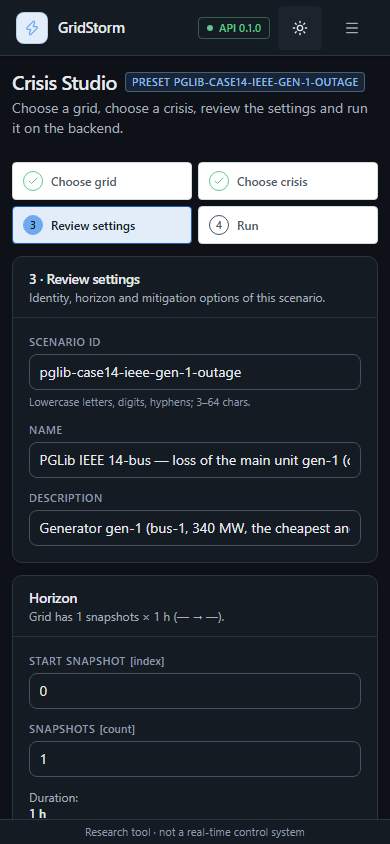 GridStorm
API 0.1.0
Crisis Studio
PRESET PGLIB-CASE14-IEEE-GEN-1-OUTAGE
Choose a grid, choose a crisis, review the settings and run
it on the backend.
Choose grid
Choose crisis
3 Review settings
4 Run
3 · Review settings
Identity, horizon and mitigation options of this scenario.
SCENARIO ID
pglib-case14-ieee-gen-1-outage
Lowercase letters, digits, hyphens; 3–64 chars.
NAME
PGLib IEEE 14-bus — loss of the main unit gen-1 (
DESCRIPTION
Generator gen-1 (bus-1, 340 MW, the cheapest an
Horizon
Grid has 1 snapshots × 1 h (— → —).
START SNAPSHOT [index]
0
SNAPSHOTS [count]
1
Duration:
1 h
Research tool · not a real-time control system